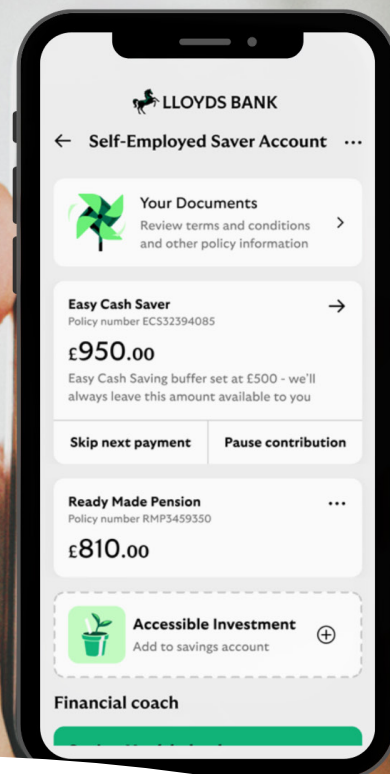 LLOYDS BANK
Self-Employed Saver Account
Your Documents
Review terms and conditions
and other policy information
Easy Cash Saver
Policy number ECS32394085
£950.00
Easy Cash Saving buffer set at £500 - we'll
always leave this amount available to you
Skip next payment
Pause contribution
Ready Made Pension
Policy number RMP3459350
£810.00
Accessible Investment
Add to savings account
Financial coach